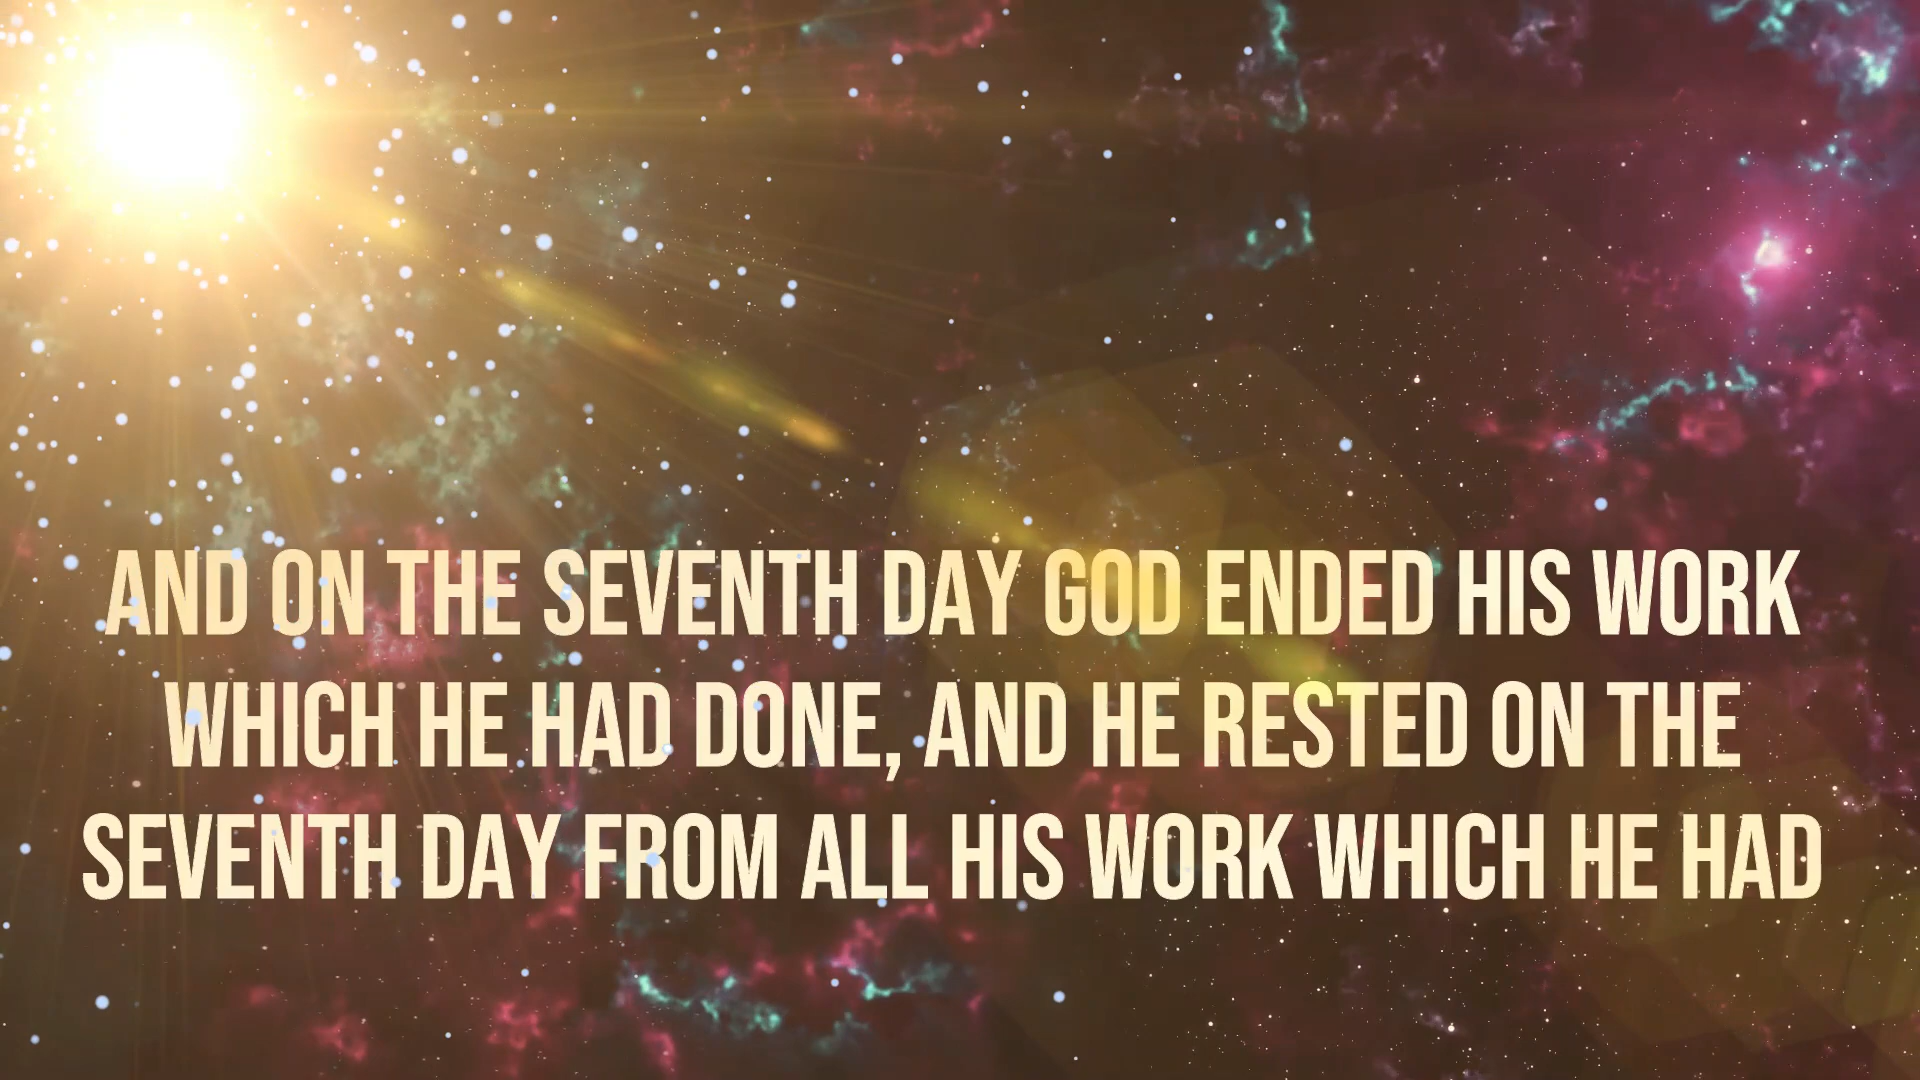 AND ON THE SEVENTH DAY GOD ENDED HIS WORK
WHICH HE HAD DONE, AND HE RESTED ON THE
SEVENTH DAY FROM ALL HIS WORK WHICH HE HAD